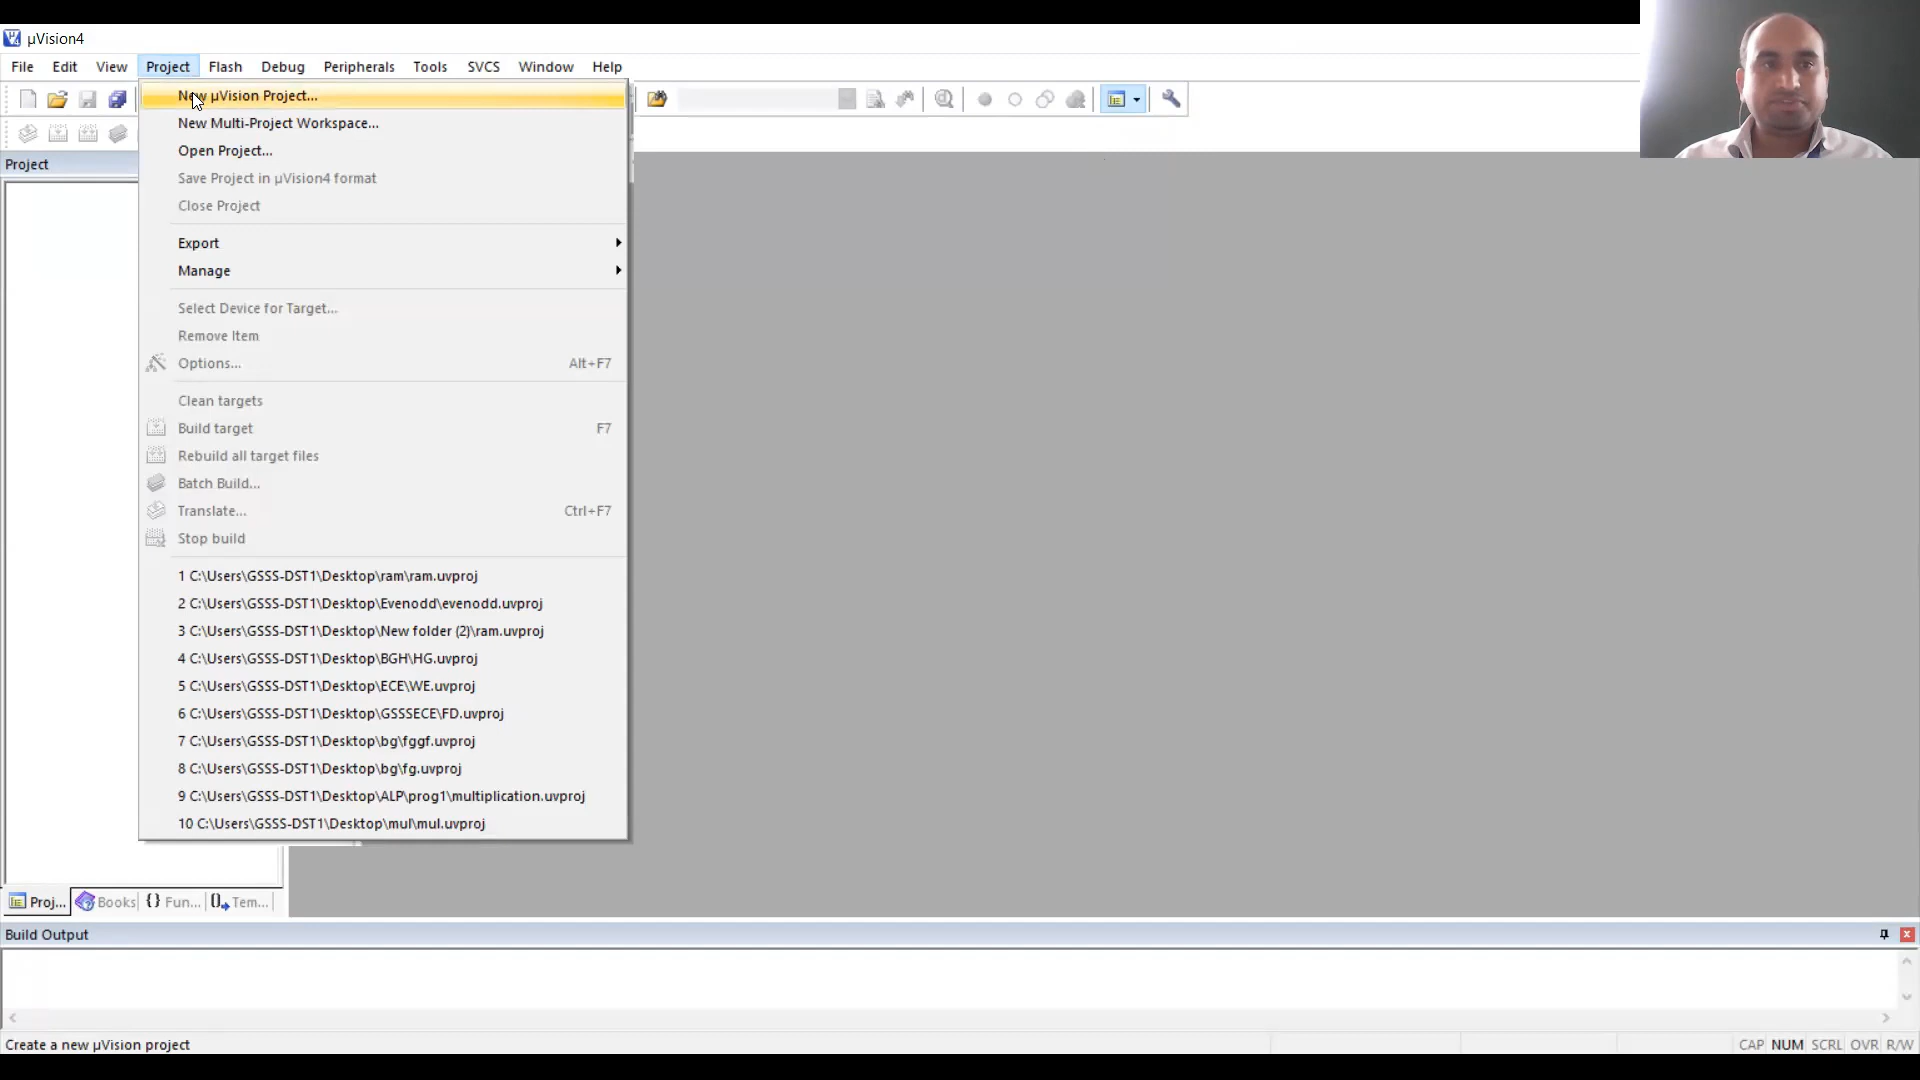 µVision4
File Edit View Project Flash Debug Peripherals Tools SVCS Window Help
New µVision Project...
New Multi-Project Workspace...
Project
Open Project...
Save Project in µVision4 format
Close Project
Export
Manage
Select Device for Target...
Remove Item
Options... Alt+F7
Clean targets
Build target F7
Rebuild all target files
Batch Build...
Translate... Ctrl+F7
Stop build
1 C:\Users\GSSS-DST1\Desktop\ram\ram.uvproj
2 C:\Users\GSSS-DST1\Desktop\Evenodd\evenodd.uvproj
3 C:\Users\GSSS-DST1\Desktop\New folder (2)\ram.uvproj
4 C:\Users\GSSS-DST1\Desktop\BGH\HG.uvproj
5 C:\Users\GSSS-DST1\Desktop\ECE\WE.uvproj
6 C:\Users\GSSS-DST1\Desktop\GSSSECE\FD.uvproj
7 C:\Users\GSSS-DST1\Desktop\bg\fggf.uvproj
8 C:\Users\GSSS-DST1\Desktop\bg\fg.uvproj
9 C:\Users\GSSS-DST1\Desktop\ALP\prog1\multiplication.uvproj
10 C:\Users\GSSS-DST1\Desktop\mul\mul.uvproj
Proj... Books {} Fun... Tem...
Build Output
Create a new µVision project CAP NUM SCRL OVR R/W